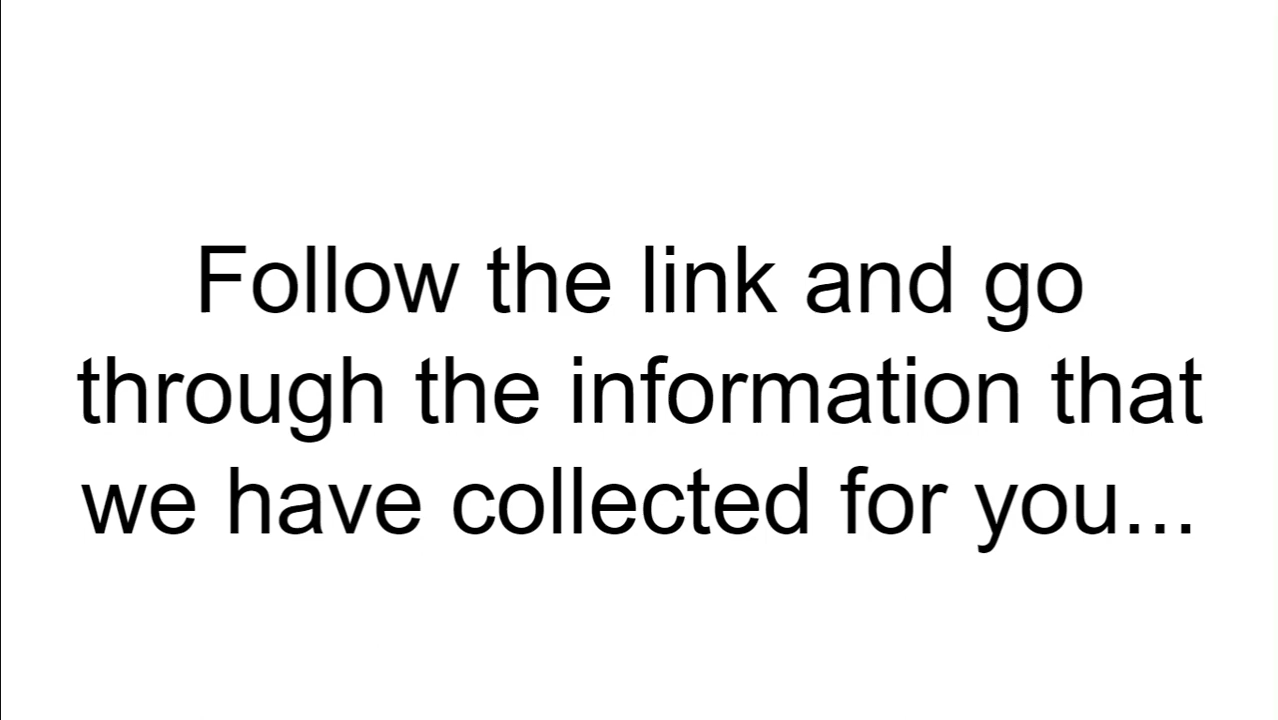 Follow the link and go
through the information that
we have collected for you...